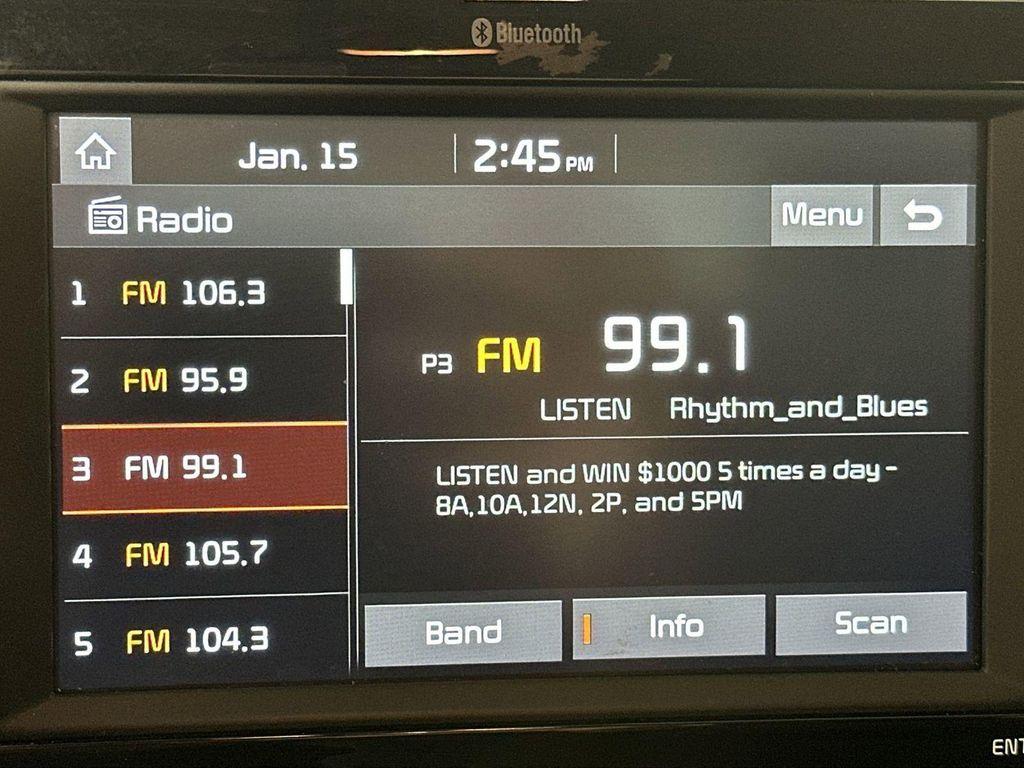 Bluetooth
Jan. 15
2:45 PM
Radio
Menu
1 FM 106.3
2 FM 95.9
3 FM 99.1
4 FM 105.7
5 FM 104.3
P3 FM 99.1
LISTEN Rhythm_and_Blues
LISTEN and WIN $1000 5 times a day -
8A,10A,12N, 2P, and 5PM
Band
Info
Scan
ENT